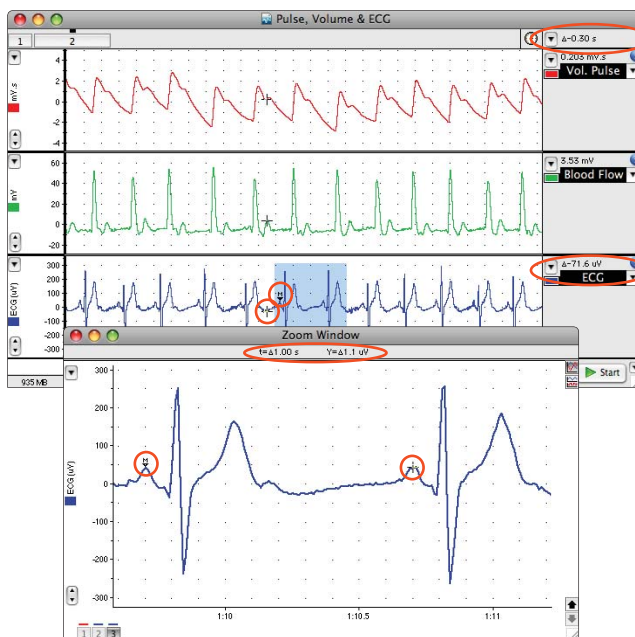 Pulse, Volume & ECG
1 2 Δ-0.30 s
0.203 mV.s
Vol. Pulse
mV.s
4
2
0
-2
-4
3.53 mV
Blood Flow
mV
60
40
20
0
-20
Δ-71.6 uV
ECG
ECG (uV)
300
200
100
0
-100
-200
-300
M
935 MB
Start
Zoom Window
t=Δ1.00 s Y=Δ1.1 uV
ECG (uV)
300
200
100
0
-100
-200
-300
M
1:10 1:10.5 1:11
1 2 3